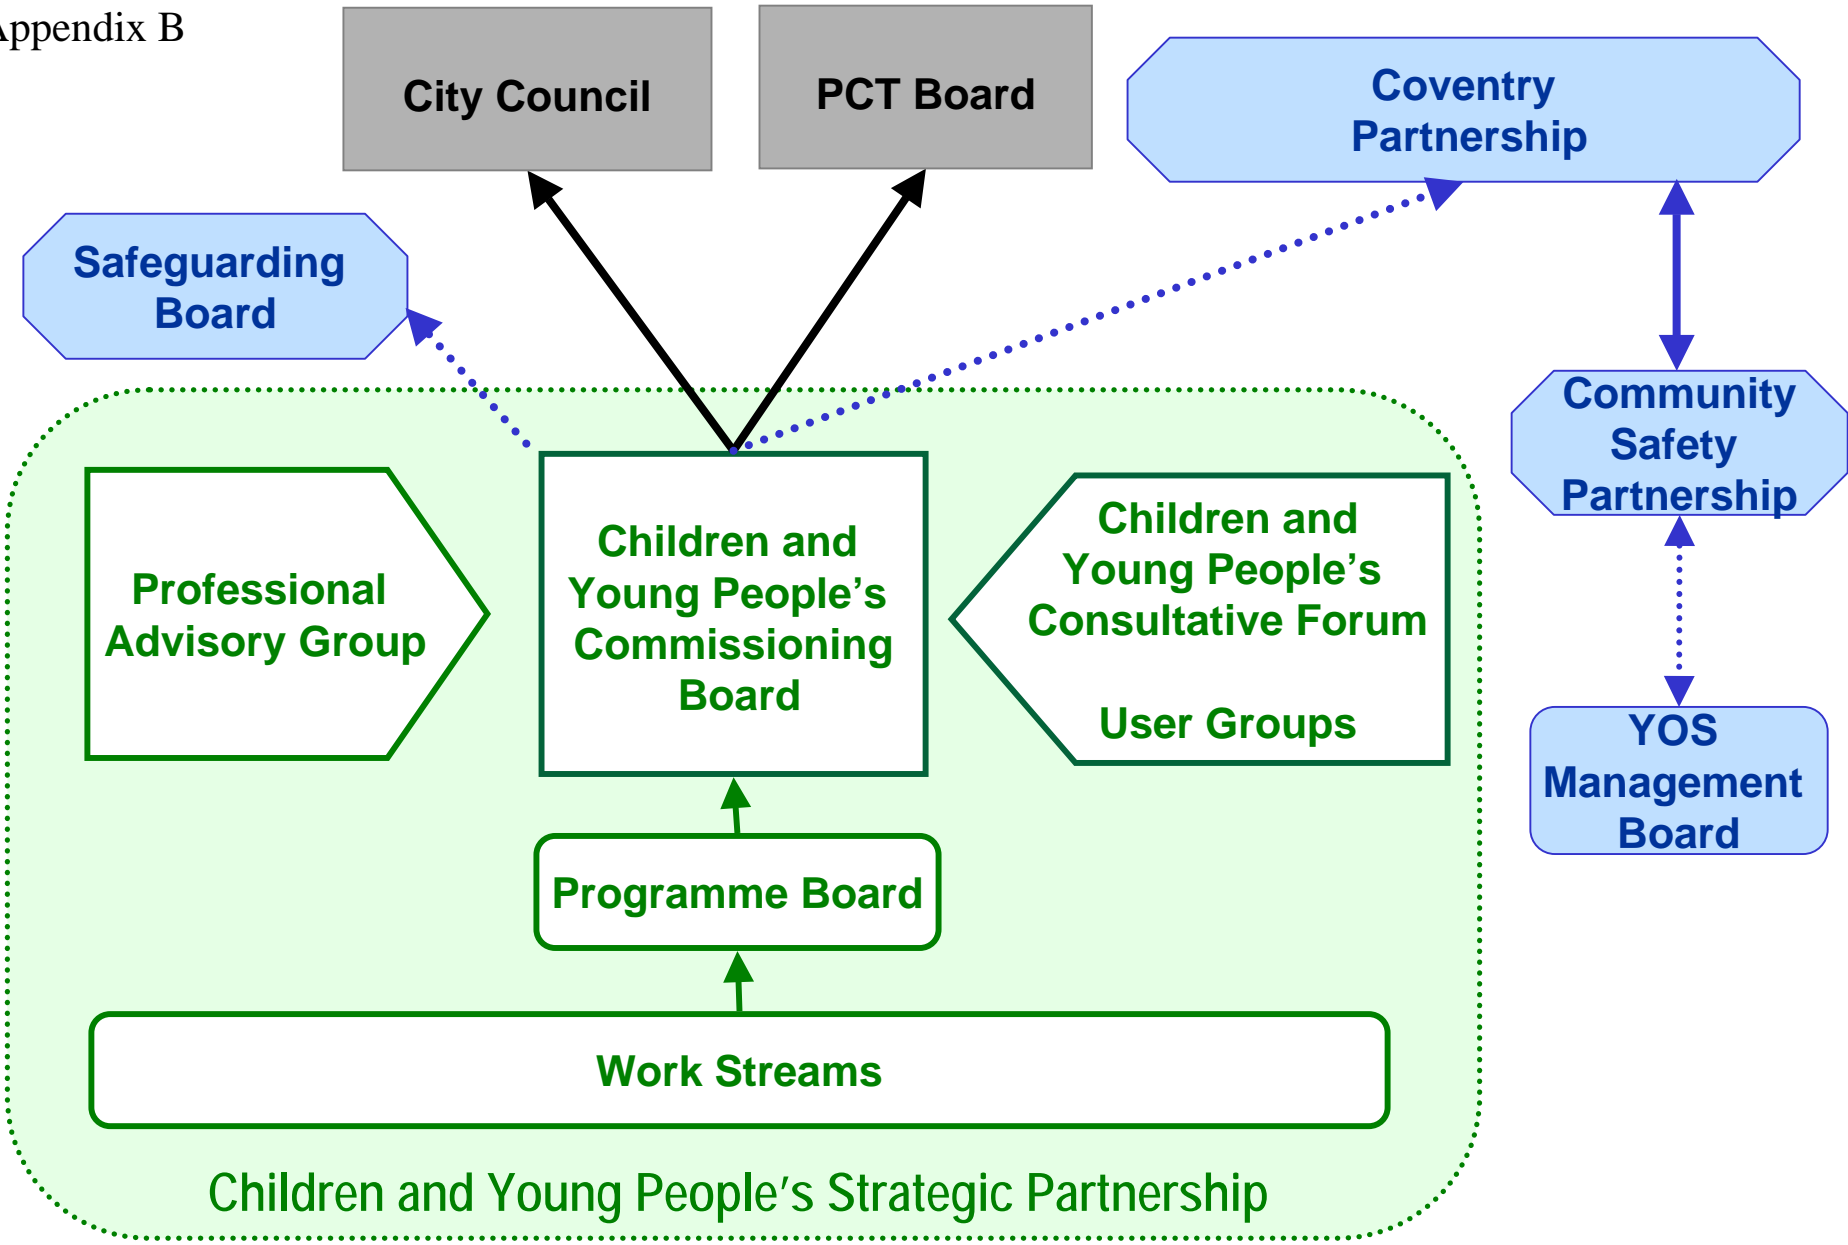 Appendix B
City Council
PCT Board
Coventry
Partnership
Safeguarding
Board
Community
Safety
Partnership
Professional
Advisory Group
Children and
Young People’s
Commissioning
Board
Children and
Young People’s
Consultative Forum
User Groups
YOS
Management
Board
Programme Board
Work Streams
Children and Young People’s Strategic Partnership